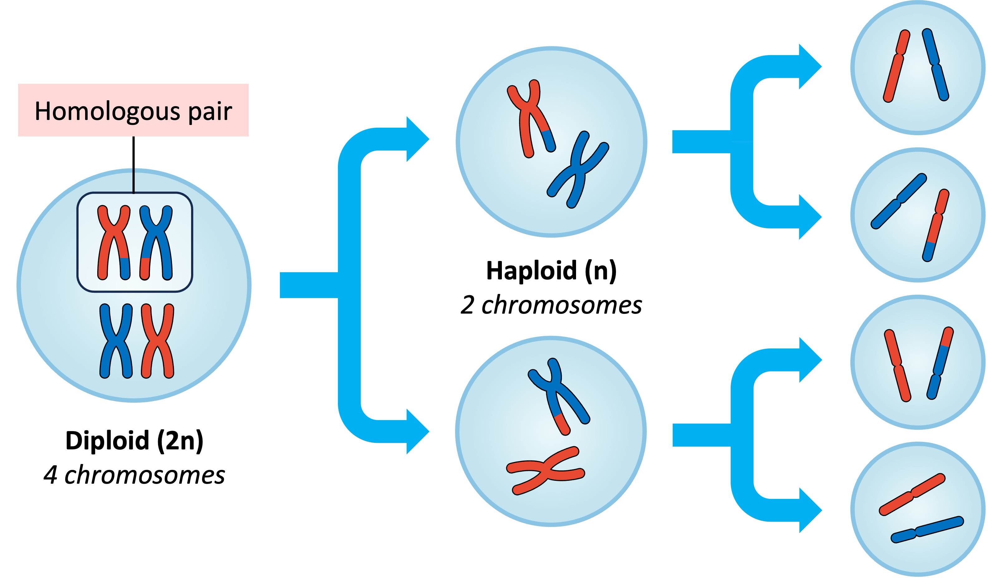 Homologous pair
Diploid (2n)
4 chromosomes
Haploid (n)
2 chromosomes